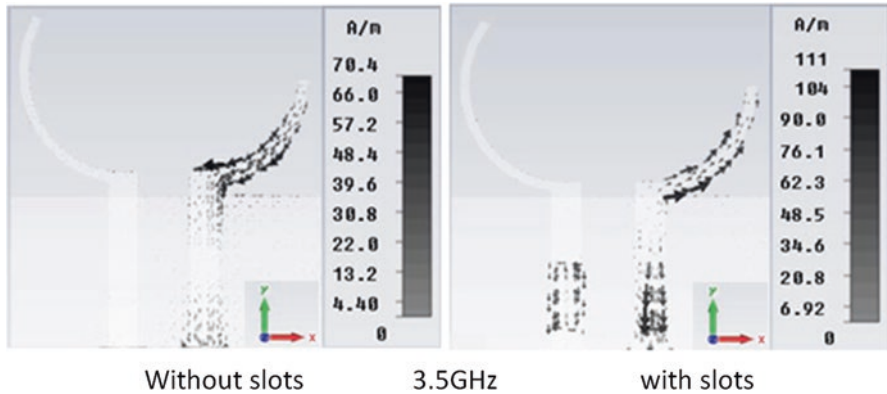 A/m
70.4
66.0
57.2
48.4
39.6
30.8
22.0
13.2
4.40
0
y
x
A/m
111
104
90.0
76.1
62.3
48.5
34.6
20.8
6.92
0
y
x
Without slots 3.5GHz with slots